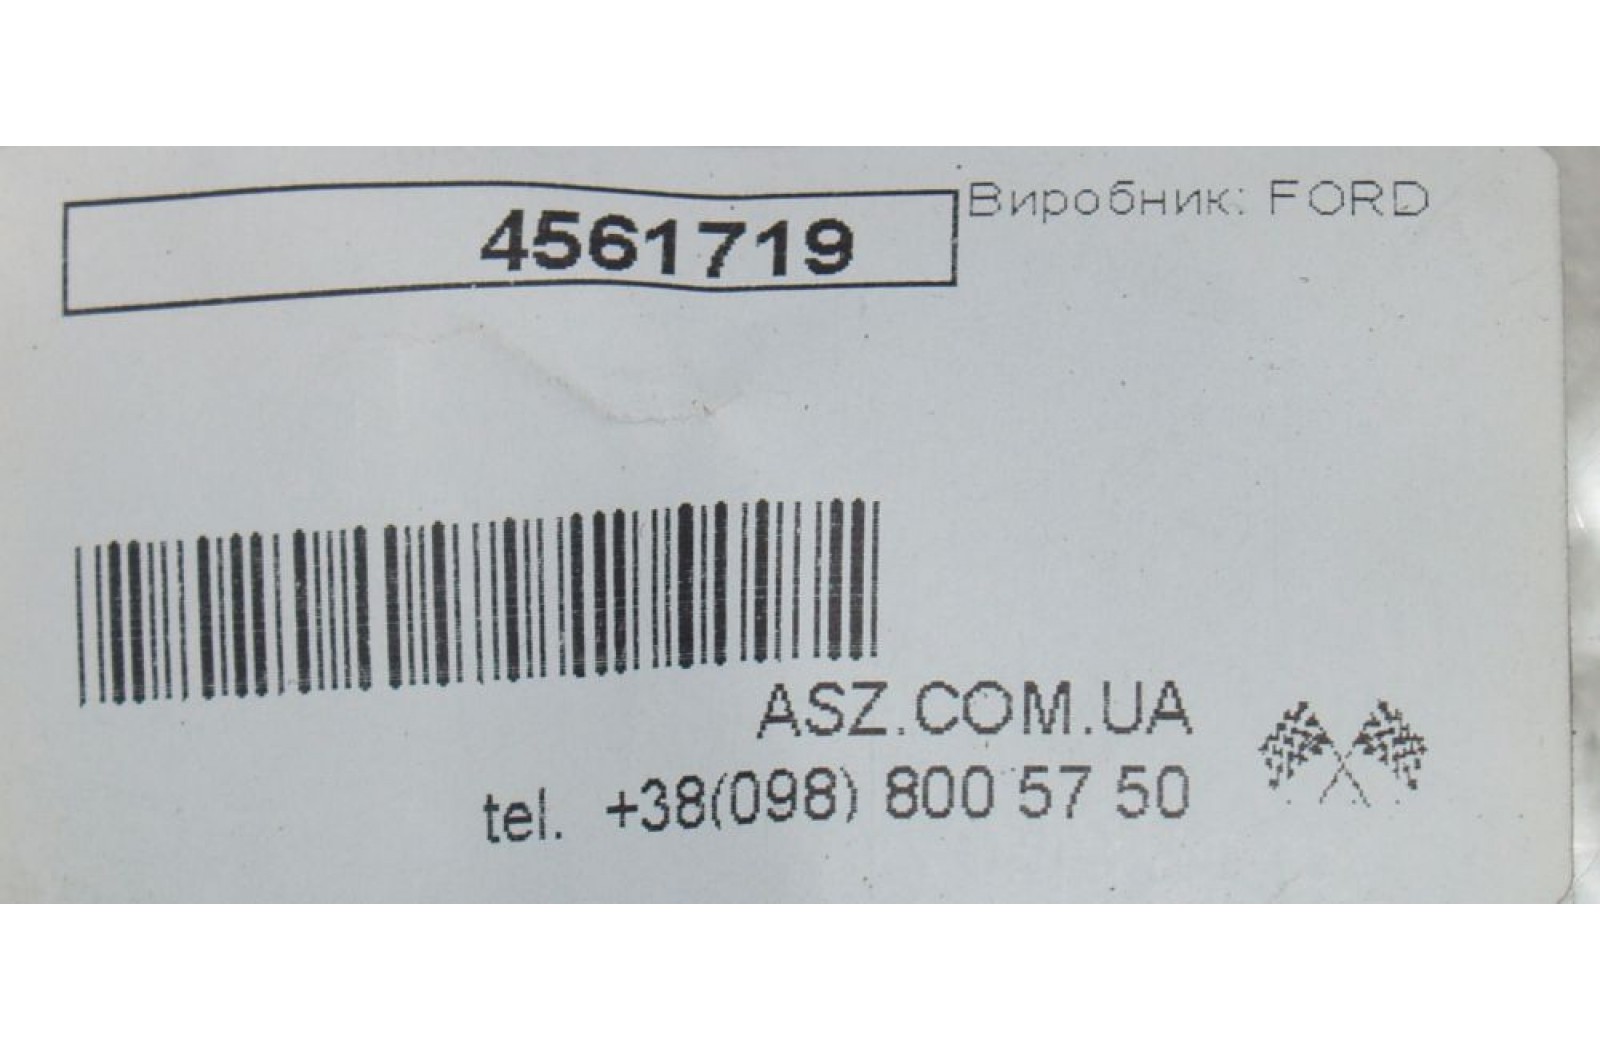 4561719
Виробник: FORD
ASZ.COM.UA
tel. +38(098) 800 57 50